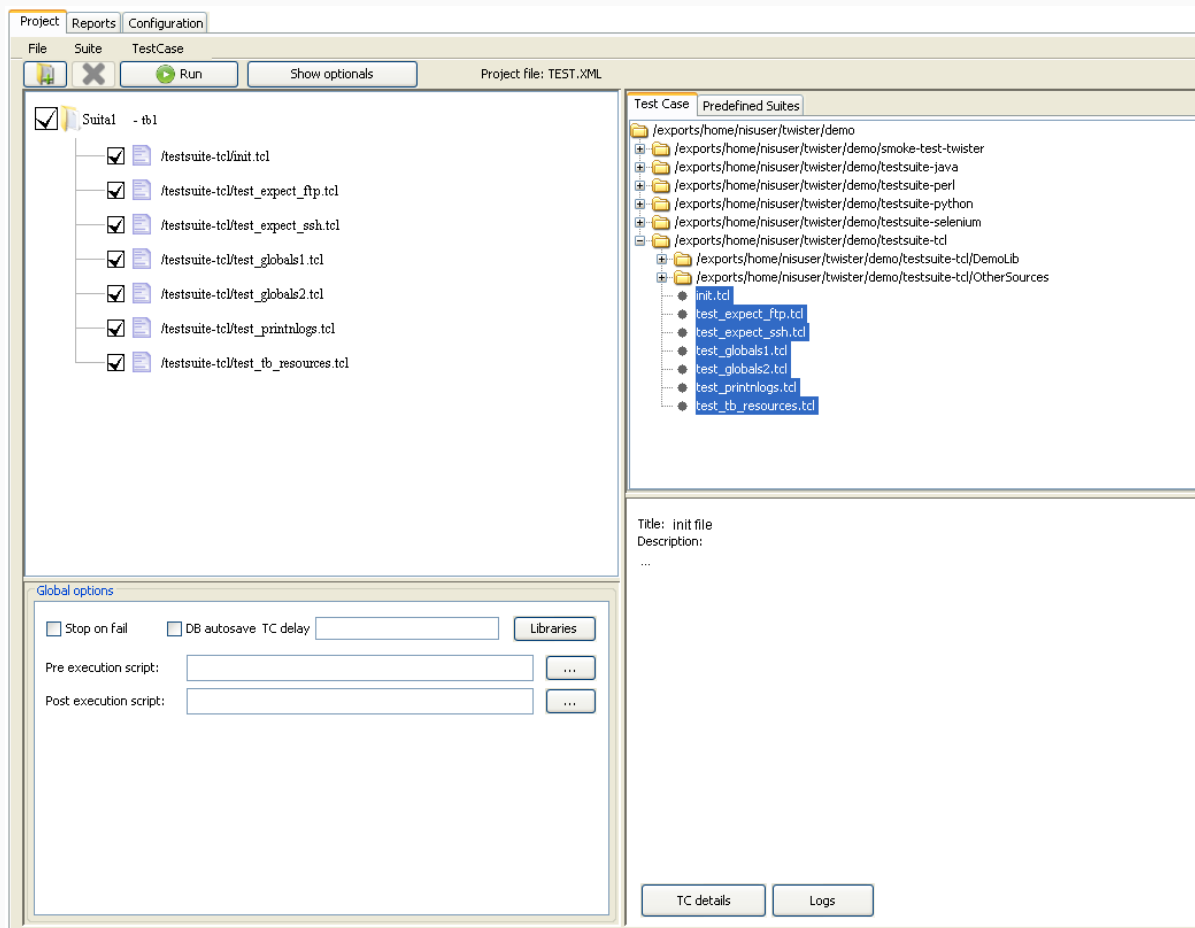 Project Reports Configuration
File Suite TestCase
Run Show optionals Project file: TEST.XML
Suita1 - tb1
/testsuite-tcl/init.tcl
/testsuite-tcl/test_expect_ftp.tcl
/testsuite-tcl/test_expect_ssh.tcl
/testsuite-tcl/test_globals1.tcl
/testsuite-tcl/test_globals2.tcl
/testsuite-tcl/test_printnlogs.tcl
/testsuite-tcl/test_tb_resources.tcl
Test Case Predefined Suites
/exports/home/nisuser/twister/demo
/exports/home/nisuser/twister/demo/smoke-test-twister
/exports/home/nisuser/twister/demo/testsuite-java
/exports/home/nisuser/twister/demo/testsuite-perl
/exports/home/nisuser/twister/demo/testsuite-python
/exports/home/nisuser/twister/demo/testsuite-selenium
/exports/home/nisuser/twister/demo/testsuite-tcl
/exports/home/nisuser/twister/demo/testsuite-tcl/DemoLib
/exports/home/nisuser/twister/demo/testsuite-tcl/OtherSources
init.tcl
test_expect_ftp.tcl
test_expect_ssh.tcl
test_globals1.tcl
test_globals2.tcl
test_printnlogs.tcl
test_tb_resources.tcl
Global options
Stop on fail DB autosave TC delay Libraries
Pre execution script: ...
Post execution script: ...
Title: init file
Description:
...
TC details Logs